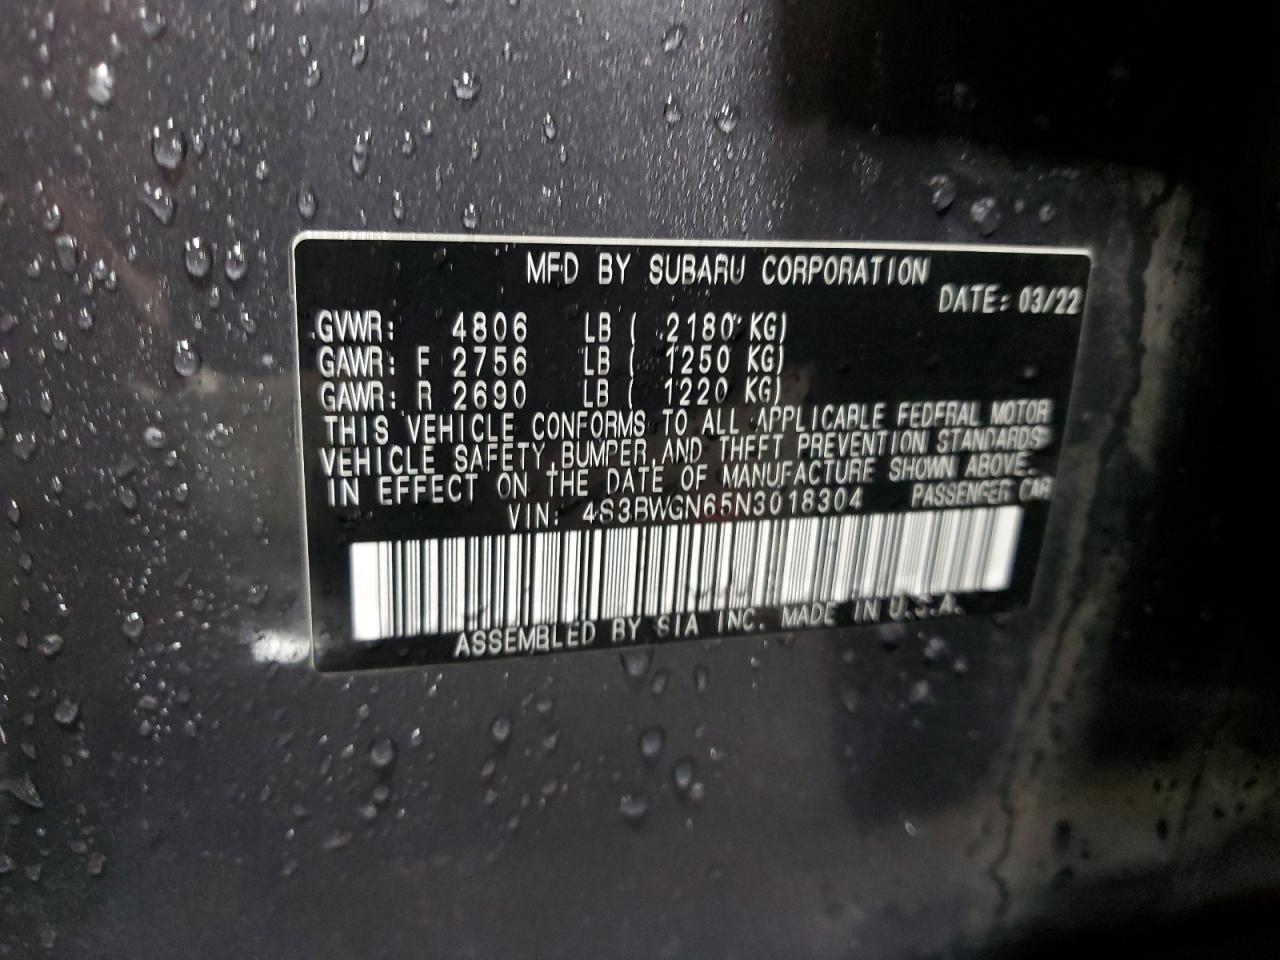 MFD BY SUBARU CORPORATION
DATE: 03/22
GVWR: 4806 LB ( 2180 KG)
GAWR: F 2756 LB ( 1250 KG)
GAWR: R 2690 LB ( 1220 KG)
THIS VEHICLE CONFORMS TO ALL APPLICABLE FEDERAL MOTOR
VEHICLE SAFETY, BUMPER, AND THEFT PREVENTION STANDARDS
IN EFFECT ON THE DATE OF MANUFACTURE SHOWN ABOVE.
VIN: 4S3BWGN65N3018304 PASSENGER CAR
ASSEMBLED BY SIA INC. MADE IN U.S.A.